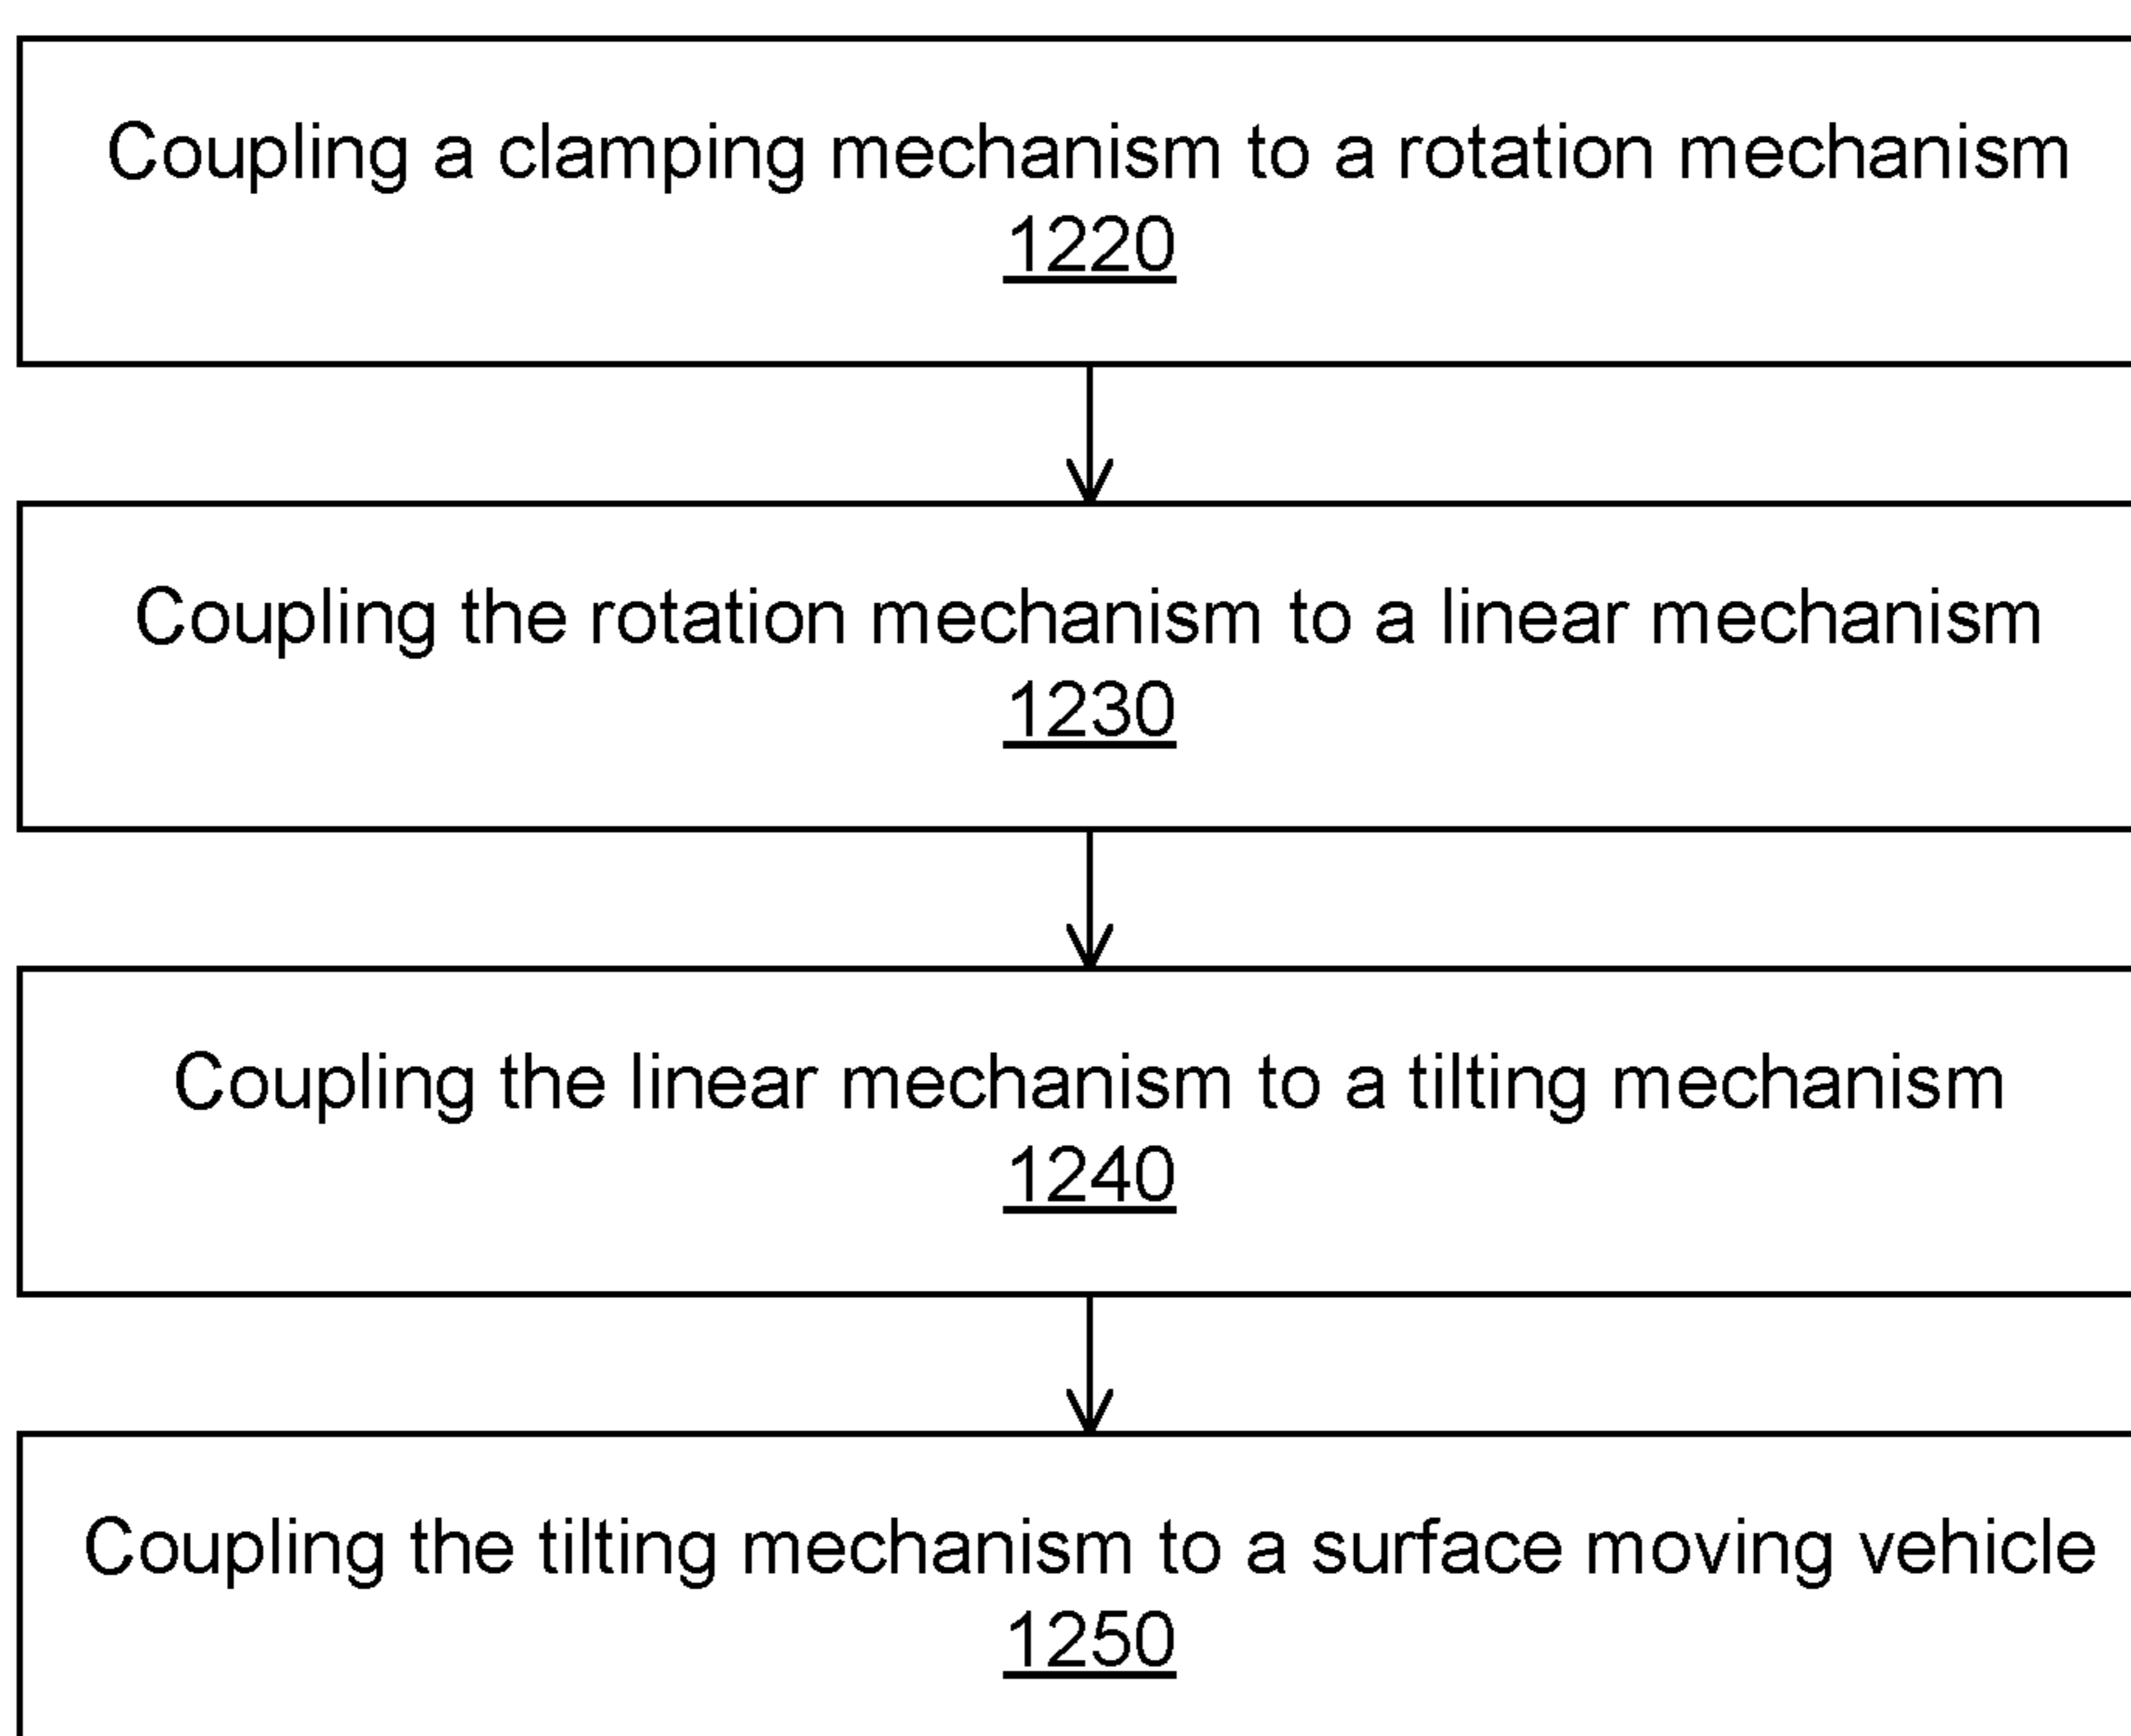 Coupling a clamping mechanism to a rotation mechanism
1220
Coupling the rotation mechanism to a linear mechanism
1230
Coupling the linear mechanism to a tilting mechanism
1240
Coupling the tilting mechanism to a surface moving vehicle
1250